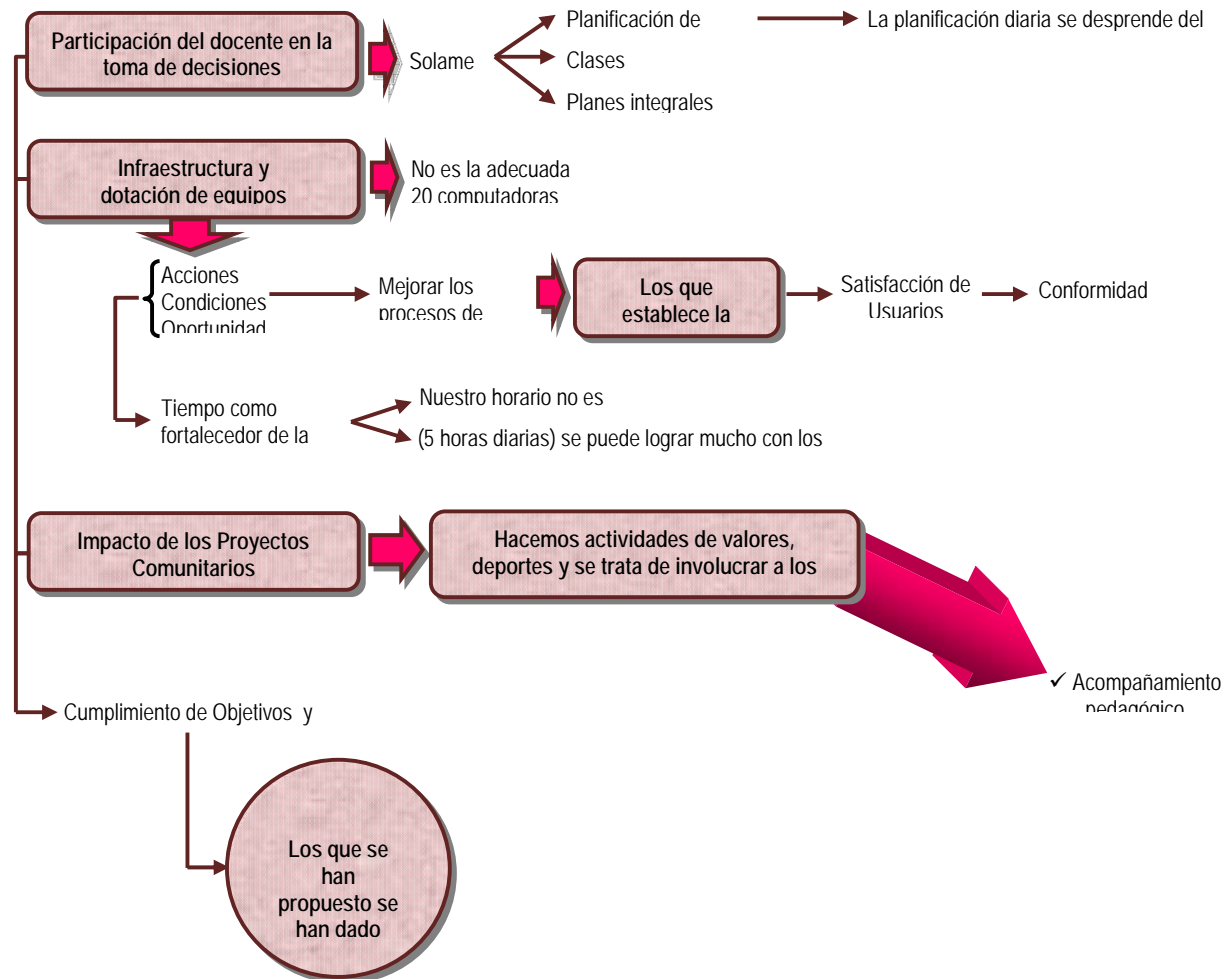 Participación del docente en la
toma de decisiones
Solame
Planificación de
Clases
Planes integrales
La planificación diaria se desprende del
Infraestructura y
dotación de equipos
No es la adecuada
20 computadoras
Acciones
Condiciones
Oportunidad
Mejorar los
procesos de
Los que
establece la
Satisfacción de
Usuarios
Conformidad
Tiempo como
fortalecedor de la
Nuestro horario no es
(5 horas diarias) se puede lograr mucho con los
Impacto de los Proyectos
Comunitarios
Hacemos actividades de valores,
deportes y se trata de involucrar a los
✓ Acompañamiento
pedagógico
Cumplimiento de Objetivos y
Los que se
han
propuesto se
han dado